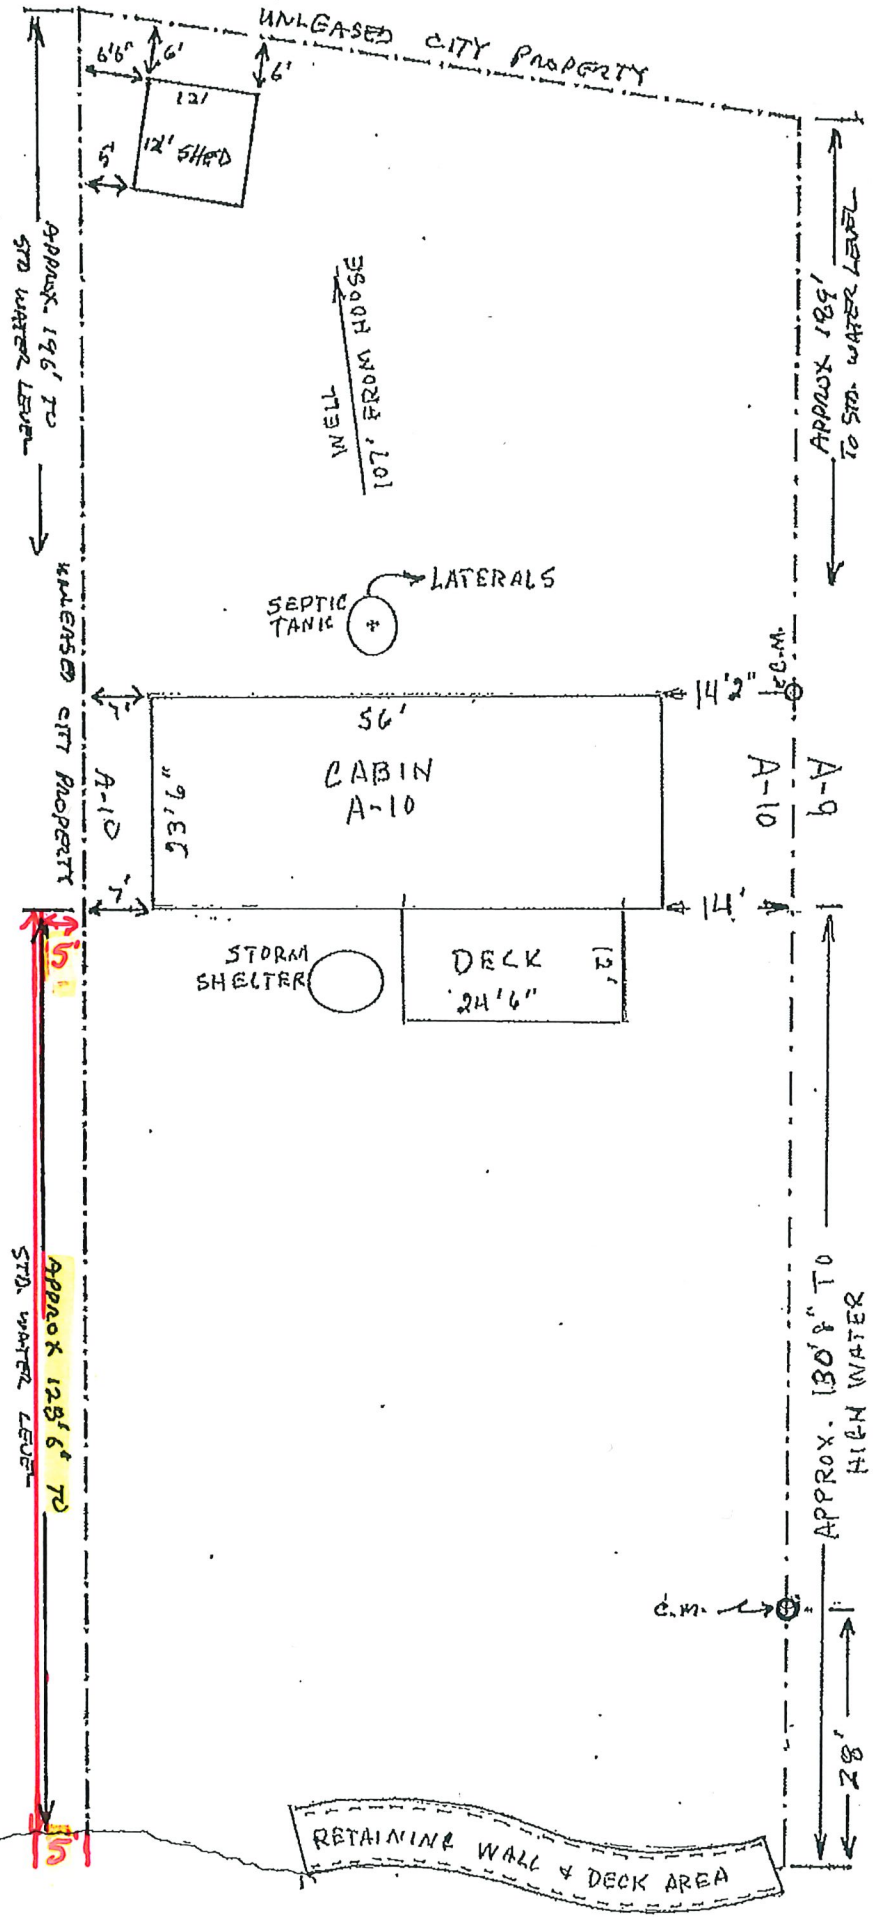 UNLEASED CITY PROPERTY
6'6"
6'
6'
12'
12' SHED
5'
APPROX. 196' TO
STD WATER LEVEL
APPROX 189'
TO STD. WATER LEVEL
107' FROM HOUSE
WELL
LATERALS
SEPTIC
TANK
UNLEASED CITY PROPERTY
C.M.
7'
14'2"
56'
CABIN
A-10
23'6"
A-10
A-9
A-10
7'
14'
5'
STORM
SHELTER
DECK
24'6"
12'
APPROX 128'6" TO
STD. WATER LEVEL
APPROX. 130'8" TO
HIGH WATER
C.M.
28'
5'
RETAINING WALL & DECK AREA